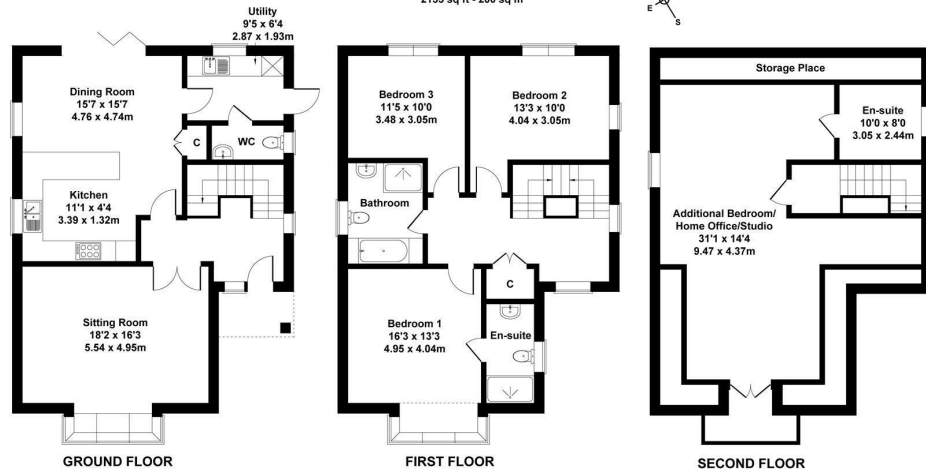 2153 sq ft - 200 sq m
E
S
Utility
9'5 x 6'4
2.87 x 1.93m
Dining Room
15'7 x 15'7
4.76 x 4.74m
C
WC
Kitchen
11'1 x 4'4
3.39 x 1.32m
Sitting Room
18'2 x 16'3
5.54 x 4.95m
GROUND FLOOR
Bedroom 3
11'5 x 10'0
3.48 x 3.05m
Bedroom 2
13'3 x 10'0
4.04 x 3.05m
Bathroom
C
Bedroom 1
16'3 x 13'3
4.95 x 4.04m
En-suite
FIRST FLOOR
Storage Place
En-suite
10'0 x 8'0
3.05 x 2.44m
Additional Bedroom/
Home Office/Studio
31'1 x 14'4
9.47 x 4.37m
SECOND FLOOR